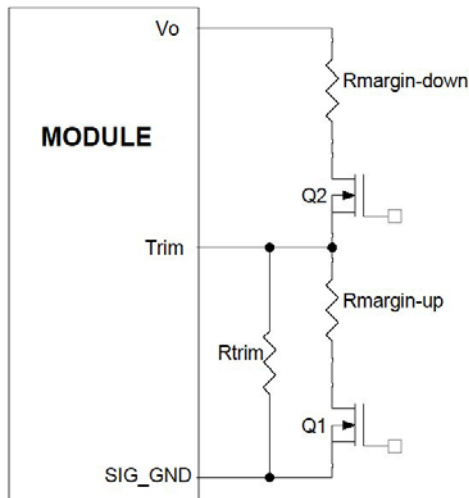 Vo
Rmargin-down
MODULE
Q2
Trim
Rmargin-up
Rtrim
Q1
SIG_GND